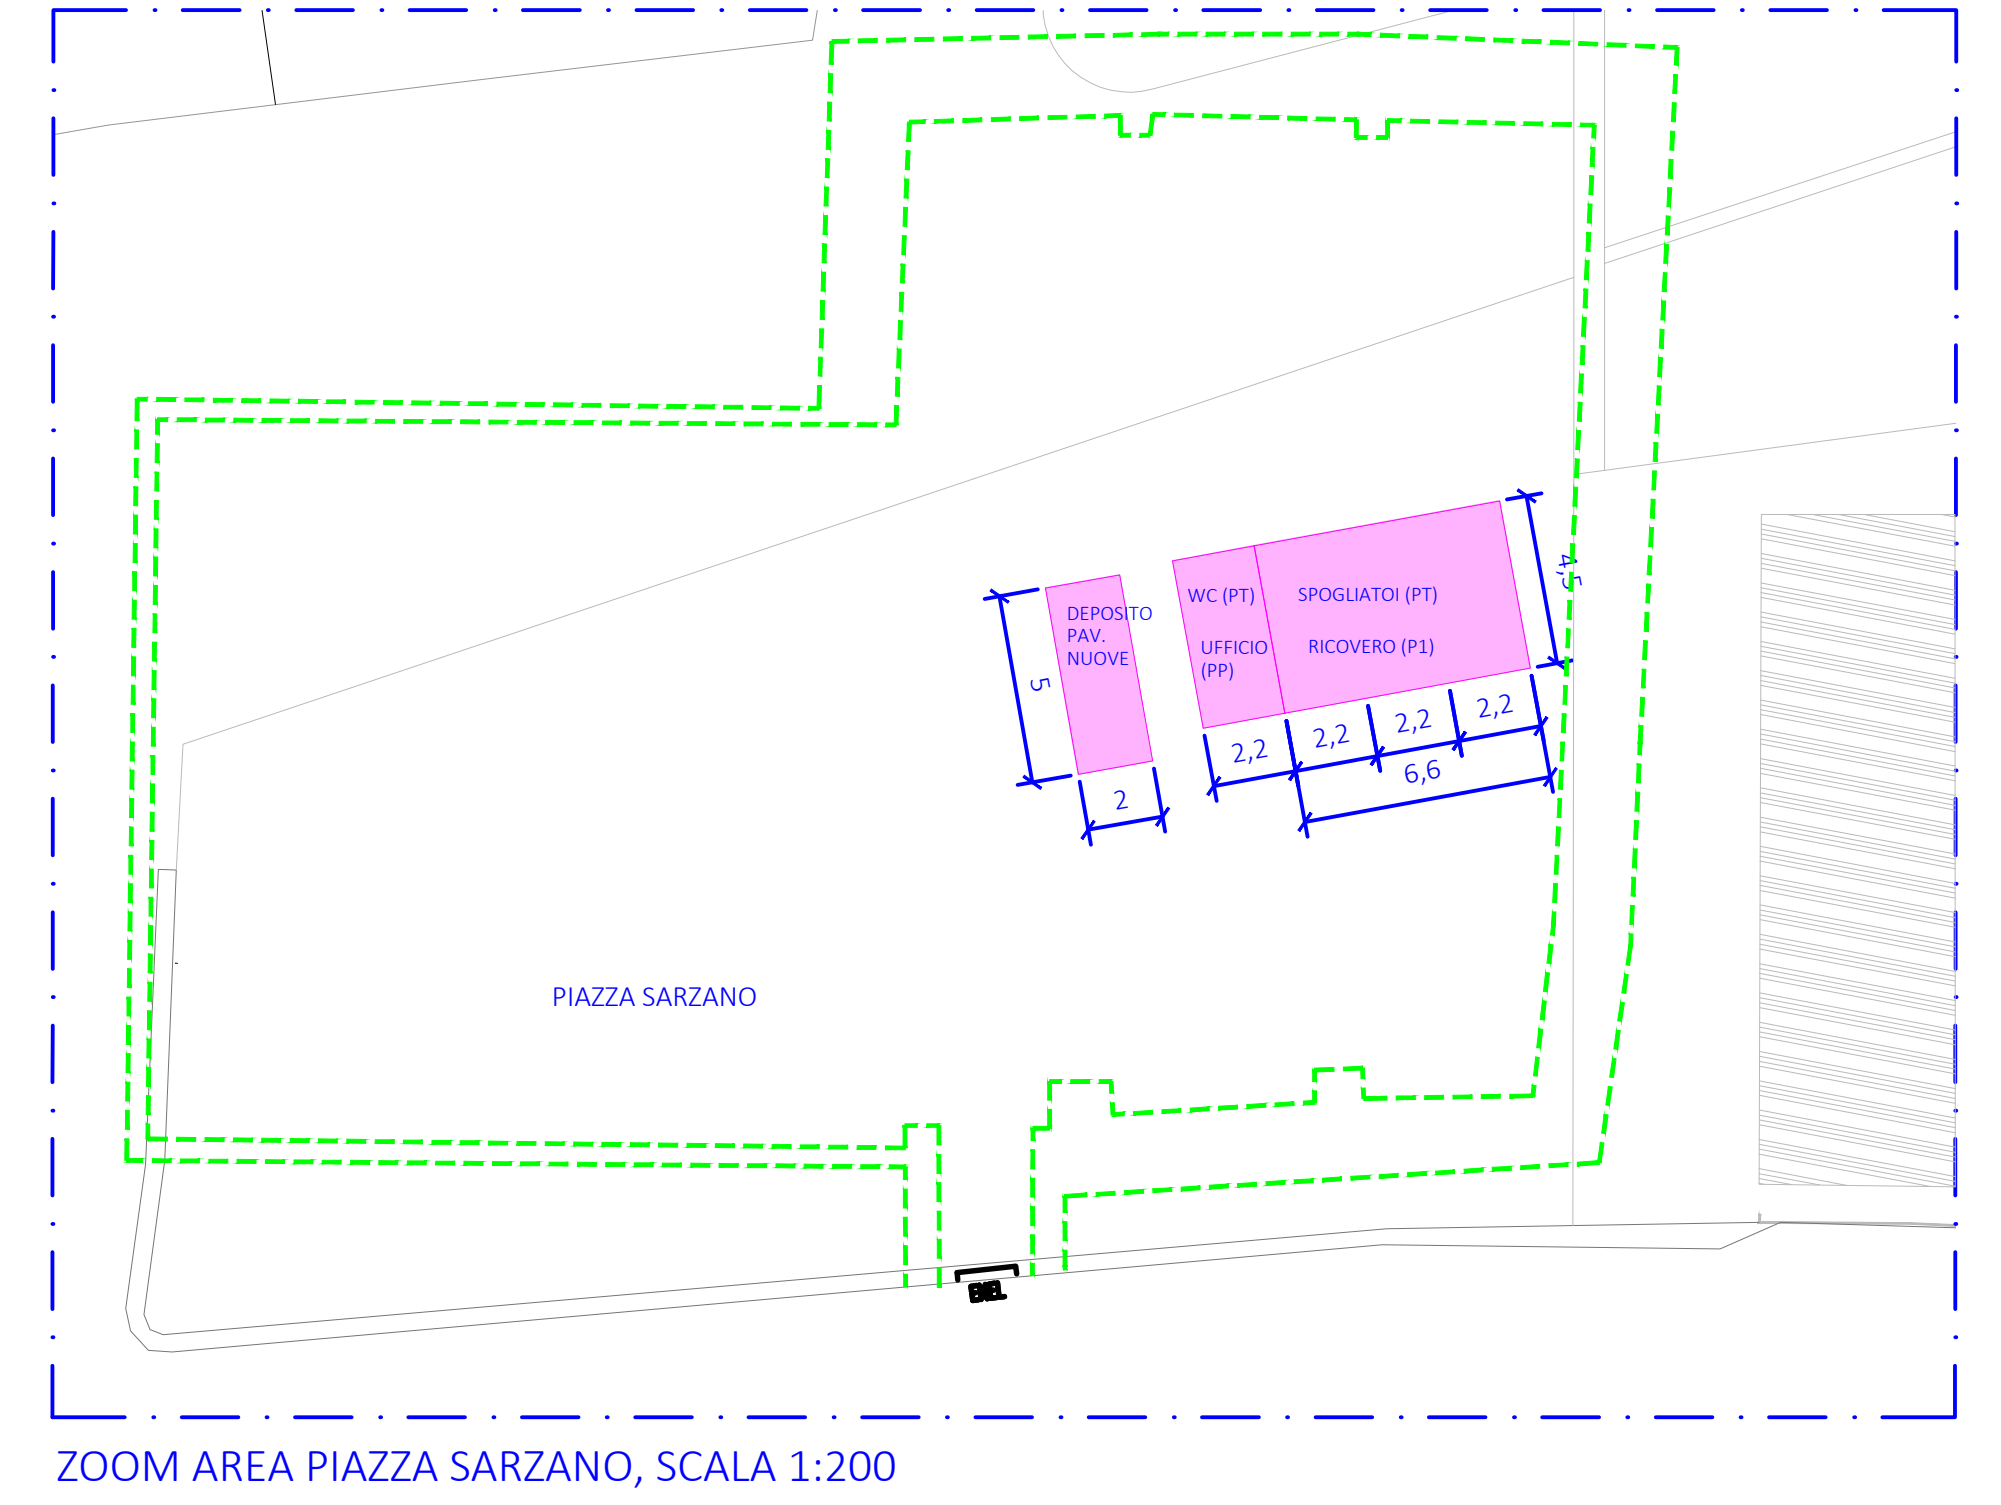 4,5
WC (PT)
SPOGLIATOI (PT)
DEPOSITO
PAV.
NUOVE
UFFICIO
(PP)
RICOVERO (P1)
5
2,2
2,2
2,2
2,2
6,6
2
PIAZZA SARZANO
ZOOM AREA PIAZZA SARZANO, SCALA 1:200